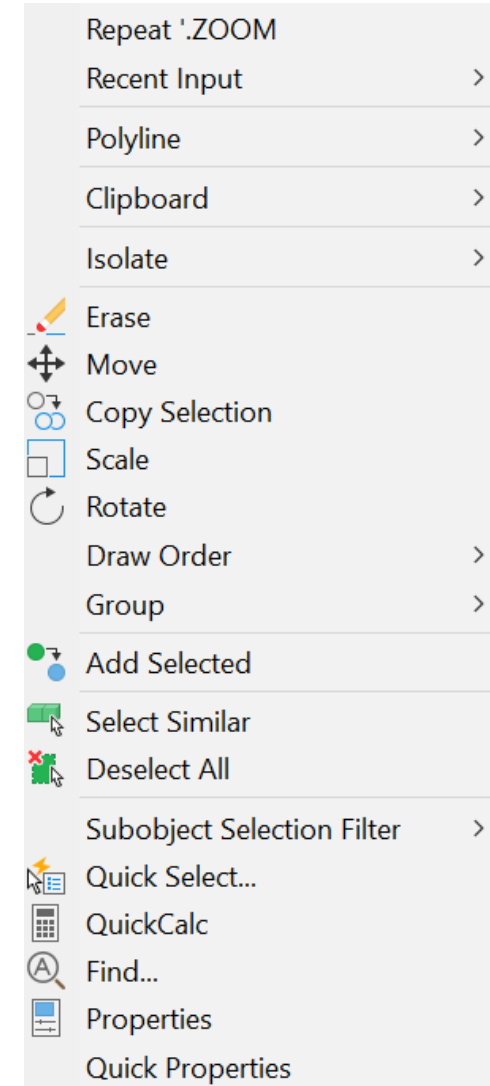 Repeat '.ZOOM
Recent Input
Polyline
Clipboard
Isolate
Erase
Move
Copy Selection
Scale
Rotate
Draw Order
Group
Add Selected
Select Similar
Deselect All
Subobject Selection Filter
Quick Select...
QuickCalc
Find...
Properties
Quick Properties